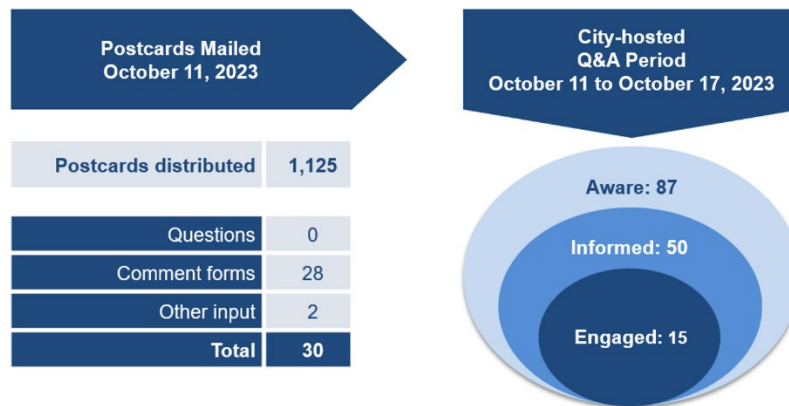 Postcards Mailed
October 11, 2023
City-hosted
Q&A Period
October 11 to October 17, 2023
Postcards distributed 1,125
Questions 0
Comment forms 28
Other input 2
Total 30
Aware: 87
Informed: 50
Engaged: 15